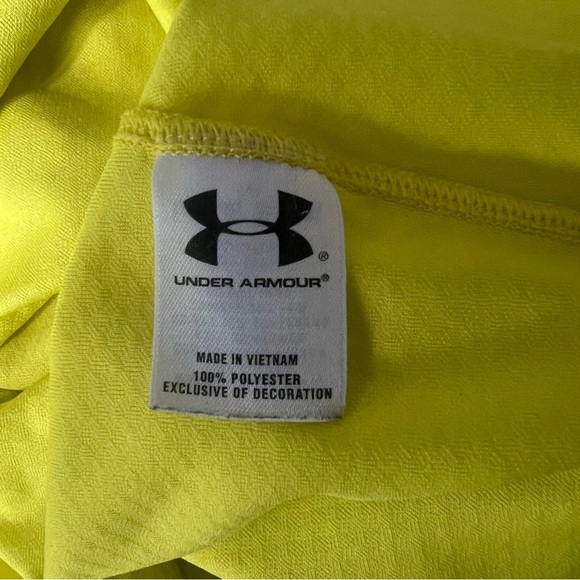 ®
UNDER ARMOUR®
MADE IN VIETNAM
100% POLYESTER
EXCLUSIVE OF DECORATION